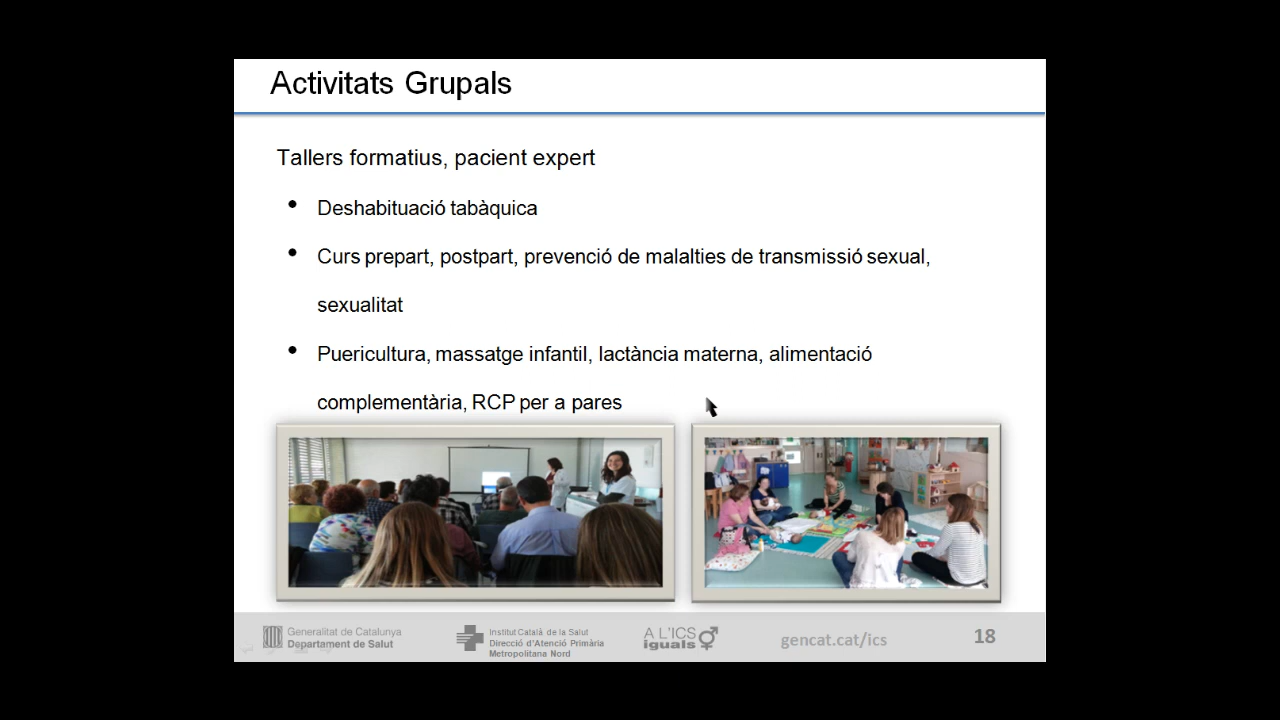 Activitats Grupals
Tallers formatius, pacient expert
• Deshabituació tabàquica
• Curs prepart, postpart, prevenció de malalties de transmissió sexual,
sexualitat
• Puericultura, massatge infantil, lactància materna, alimentació
complementària, RCP per a pares
Generalitat de Catalunya
Departament de Salut
Institut Català de la Salut
Direcció d'Atenció Primària
Metropolitana Nord
A L'ICS
iguals
gencat.cat/ics
18